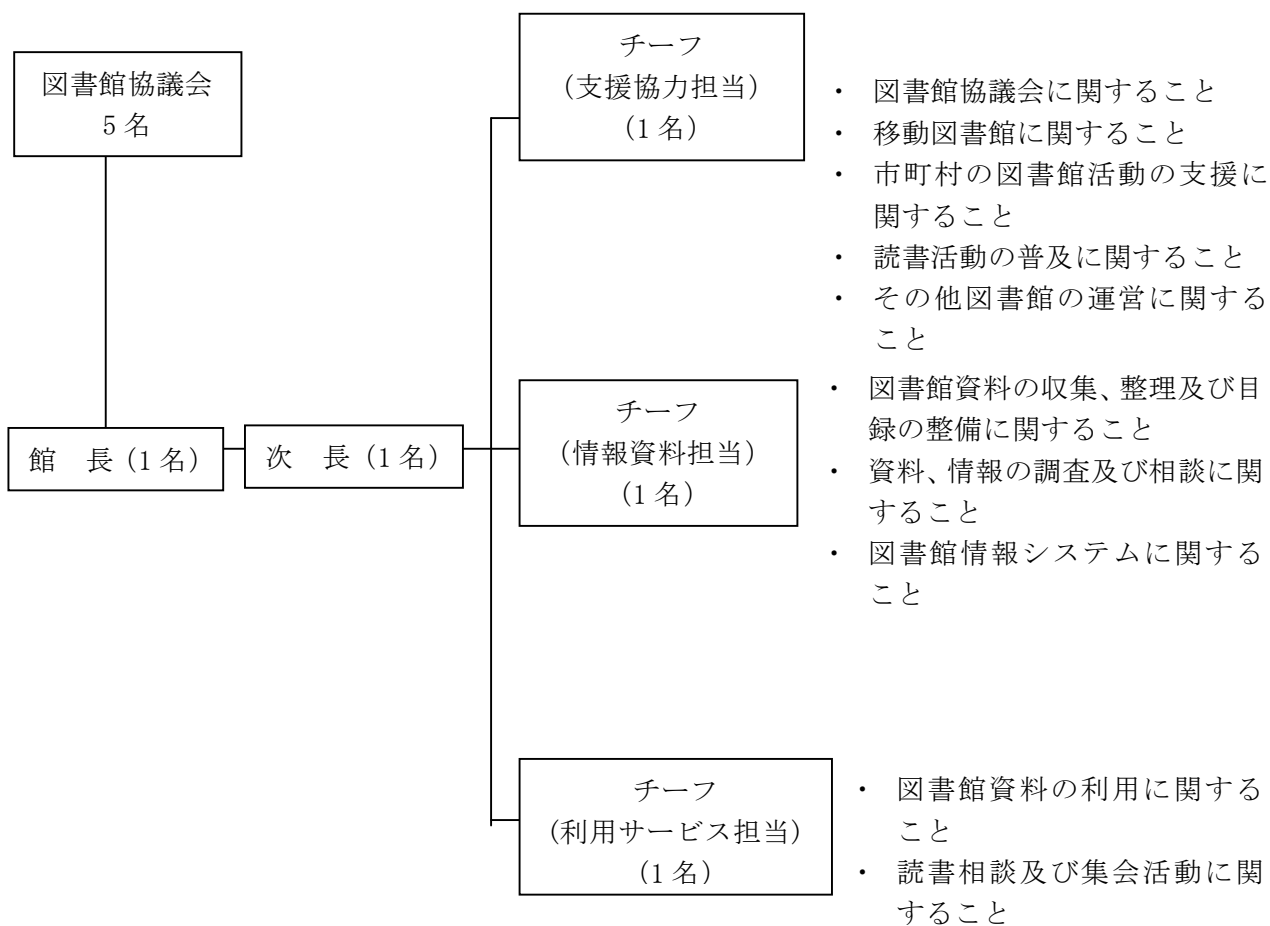 図書館協議会
5名
館　長(1名)
次　長(1名)
チーフ
(支援協力担当)
(1名)
・　図書館協議会に関すること
・　移動図書館に関すること
・　市町村の図書館活動の支援に
関すること
・　読書活動の普及に関すること
・　その他図書館の運営に関する
こと
チーフ
(情報資料担当)
(1名)
・　図書館資料の収集、整理及び目
録の整備に関すること
・　資料、情報の調査及び相談に関
すること
・　図書館情報システムに関する
こと
チーフ
(利用サービス担当)
(1名)
・　図書館資料の利用に関する
こと
・　読書相談及び集会活動に関
すること